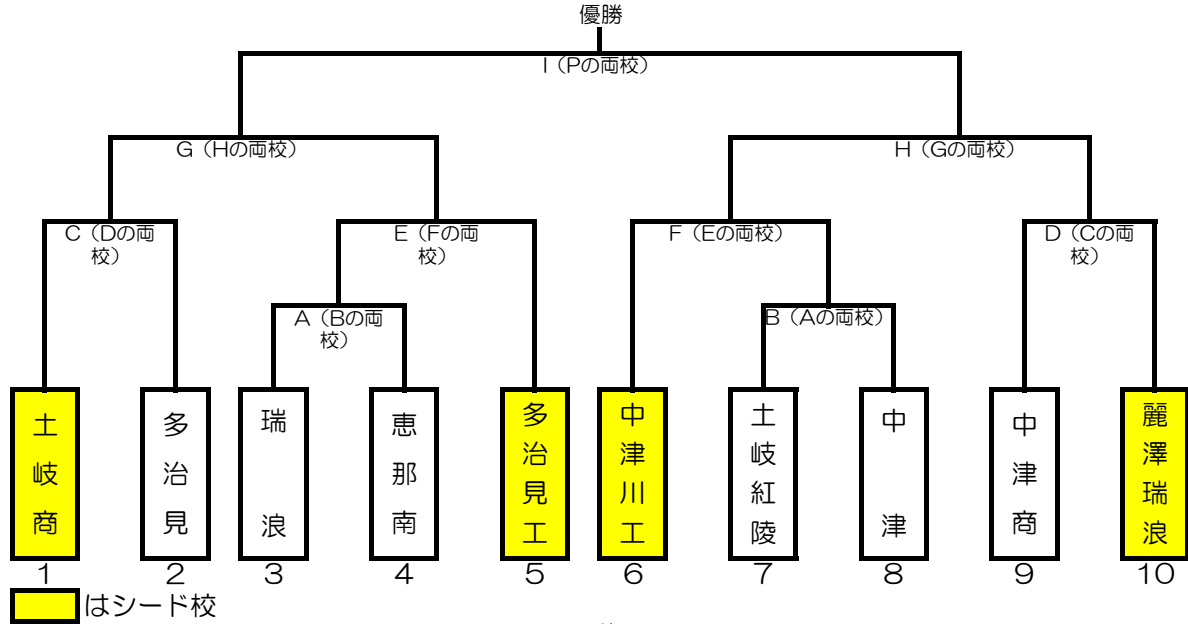 優勝
I（Pの両校）
G（Hの両校）
H（Gの両校）
C（Dの両
校）
E（Fの両
校）
F（Eの両校）
D（Cの両
校）
A（Bの両
校）
B（Aの両校）
土岐商
多治見
瑞浪
恵那南
多治見工
中津川工
土岐紅陵
中津
中津商
麗澤瑞浪
1
2
3
4
5
6
7
8
9
10
はシード校